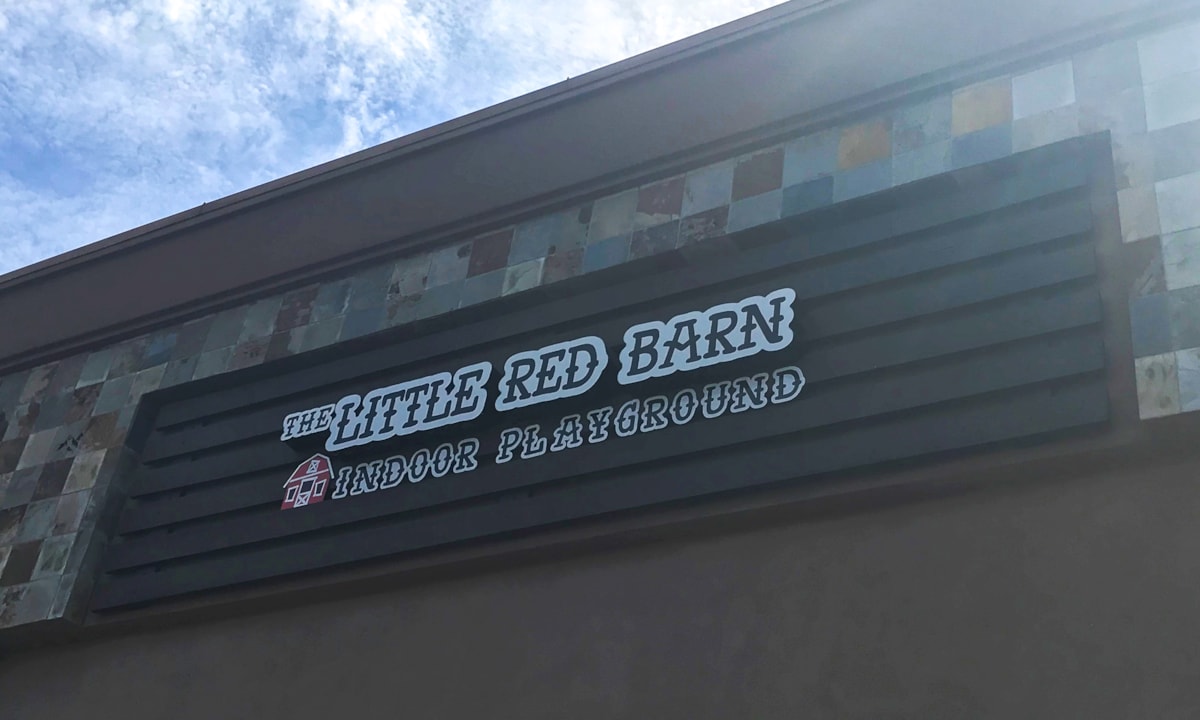 THE LITTLE RED BARN
INDOOR PLAYGROUND